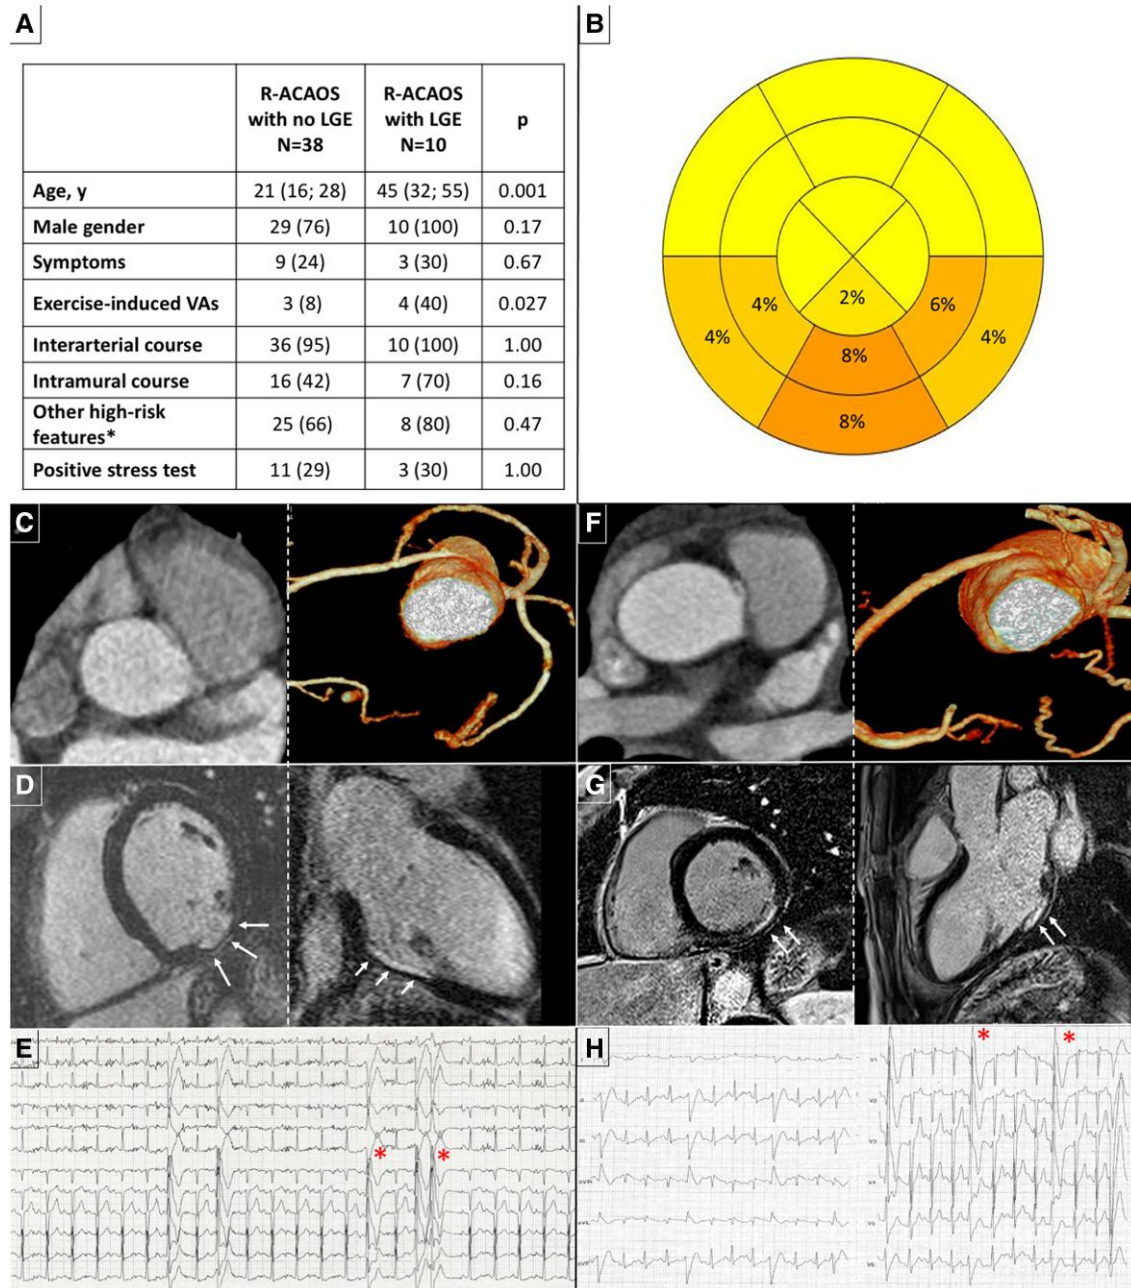 A
R-ACAOS
with no LGE
N=38
R-ACAOS
with LGE
N=10
p
Age, y 21 (16; 28) 45 (32; 55) 0.001
Male gender 29 (76) 10 (100) 0.17
Symptoms 9 (24) 3 (30) 0.67
Exercise-induced VAs 3 (8) 4 (40) 0.027
Interarterial course 36 (95) 10 (100) 1.00
Intramural course 16 (42) 7 (70) 0.16
Other high-risk
features* 25 (66) 8 (80) 0.47
Positive stress test 11 (29) 3 (30) 1.00
B
2%
4% 6%
4% 4%
8%
8%
C
F
D
G
E
* *
H
V1
* *
V2
V3
V4